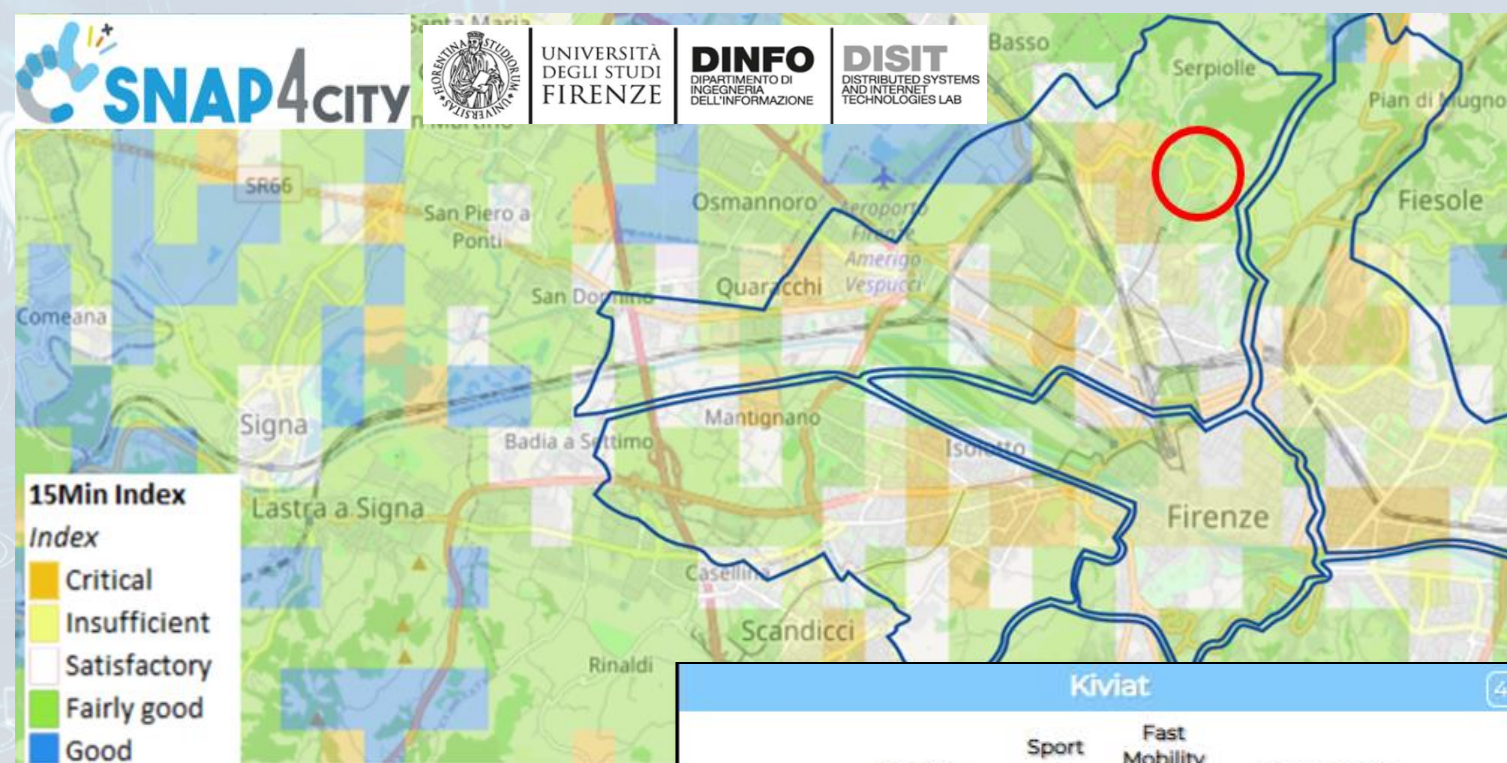 SNAP4CITY
UNIVERSITÀ
DEGLI STUDI
FIRENZE
DINFO
DIPARTIMENTO DI
INGEGNERIA
DELL'INFORMAZIONE
DISIT
DISTRIBUTED SYSTEMS
AND INTERNET
TECHNOLOGIES LAB
Santa Maria
Basso
Serpiolle
Pian di Mugno
SR66
San Piero a
Ponti
Osmannoro
Aeroporto
Firenze
Amerigo
Vespucci
Fiesole
Quaracchi
San Donnino
Comeana
Signa
Mantignano
Badia a Settimo
Isolotto
Lastra a Signa
Firenze
Casellina
Scandicci
Rinaldi
15Min Index
Index
Critical
Insufficient
Satisfactory
Fairly good
Good
Kiviat
Sport
Fast
Mobility